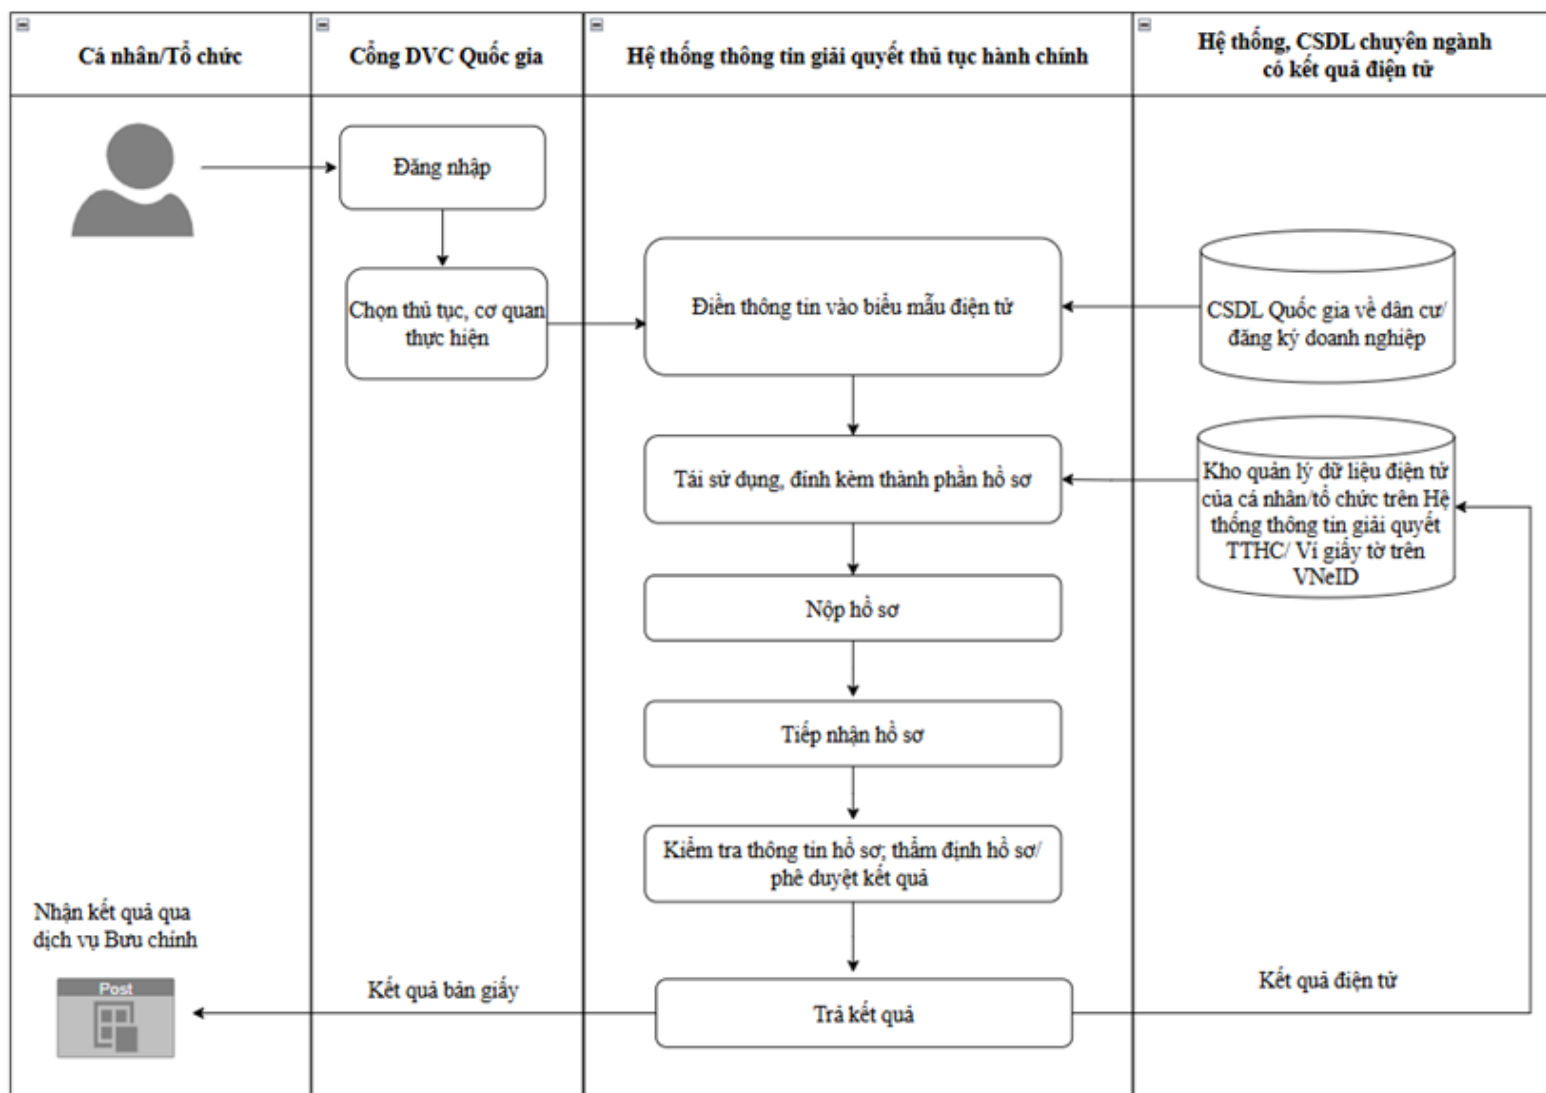 Cá nhân/Tổ chức
Cổng DVC Quốc gia
Hệ thống thông tin giải quyết thủ tục hành chính
Hệ thống, CSDL chuyên ngành
có kết quả điện tử
Đăng nhập
Chọn thủ tục, cơ quan
thực hiện
Điền thông tin vào biểu mẫu điện tử
CSDL Quốc gia về dân cư/
đăng ký doanh nghiệp
Tái sử dụng, đính kèm thành phần hồ sơ
Kho quản lý dữ liệu điện tử
của cá nhân/tổ chức trên Hệ
thống thông tin giải quyết
TTHC/ Ví giấy tờ trên
VNeID
Nộp hồ sơ
Tiếp nhận hồ sơ
Kiểm tra thông tin hồ sơ; thẩm định hồ sơ/
phê duyệt kết quả
Nhận kết quả qua
dịch vụ Bưu chính
Post
Kết quả bản giấy
Trả kết quả
Kết quả điện tử